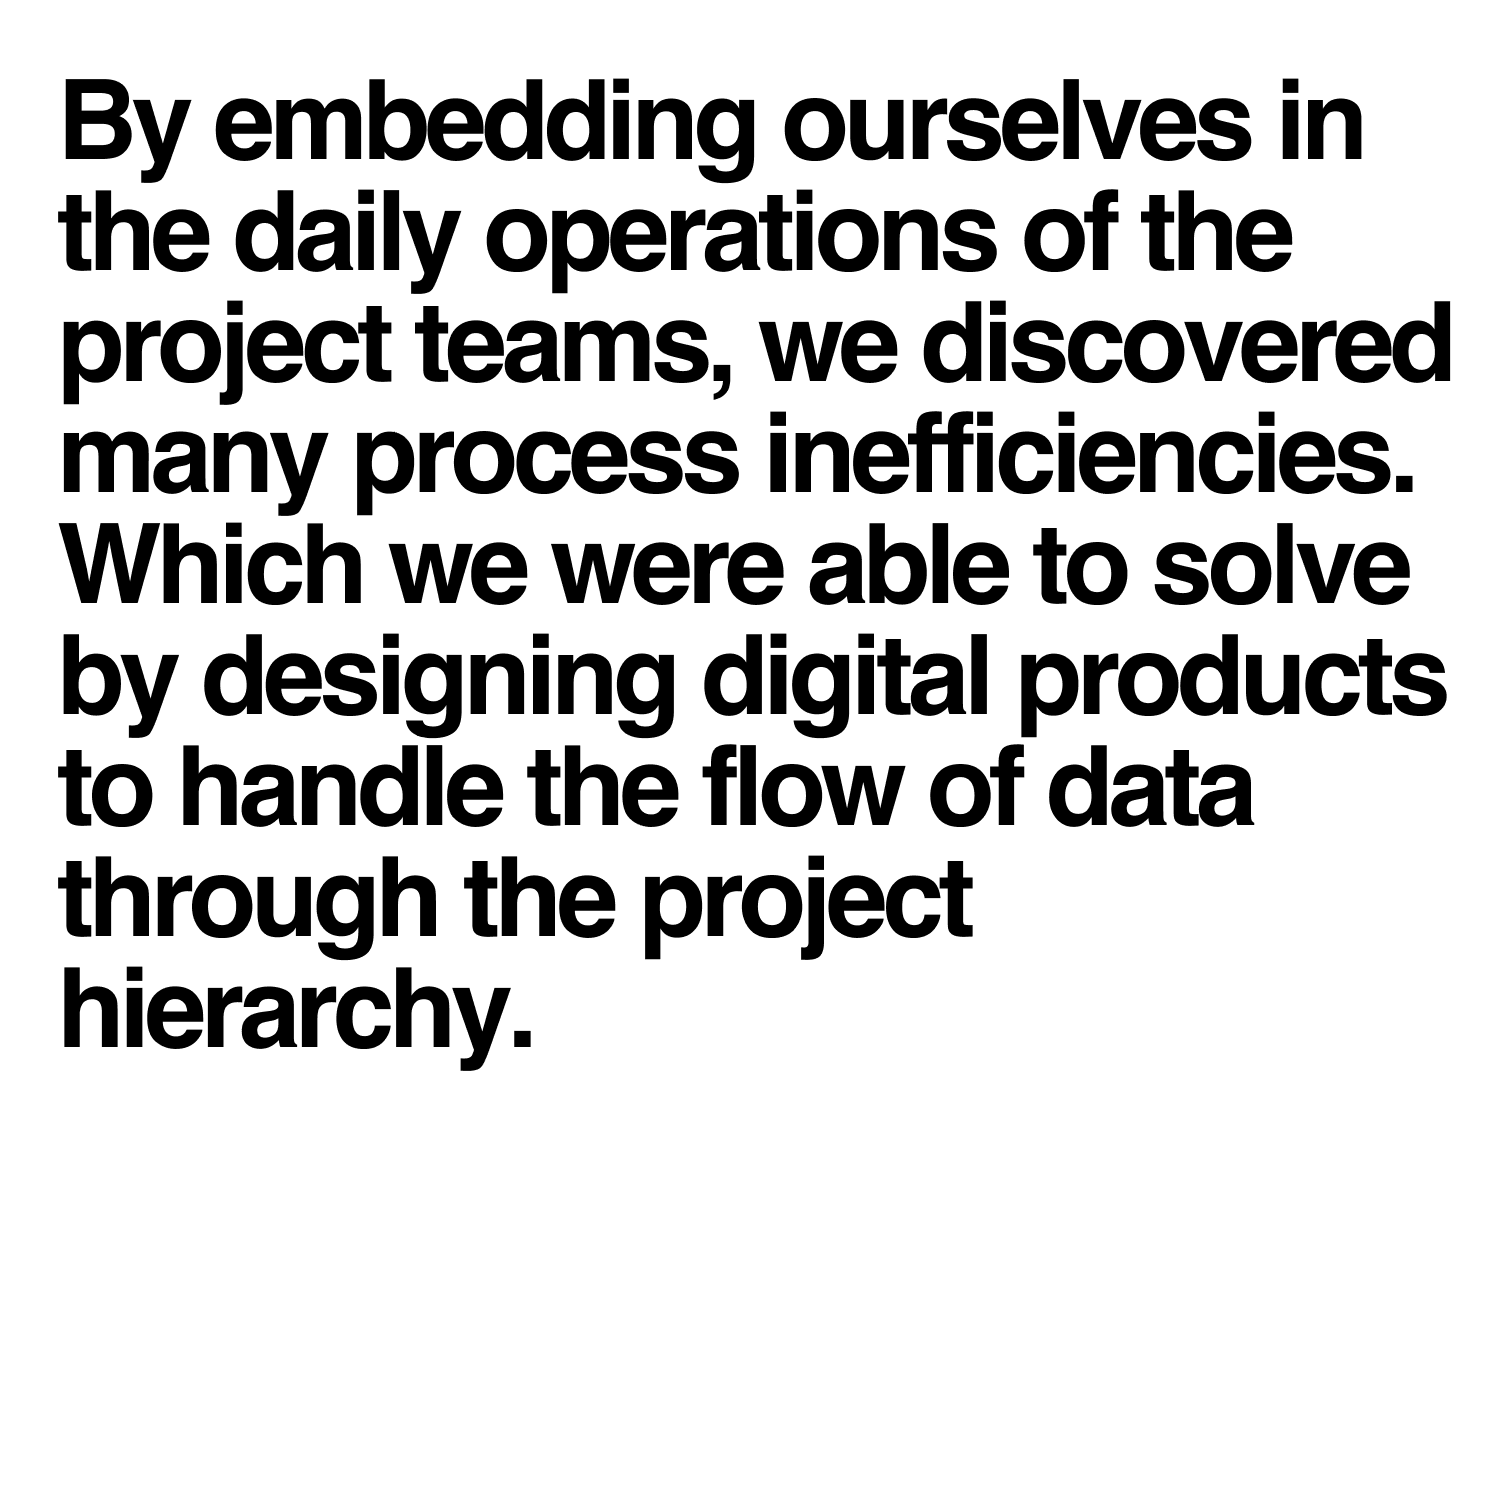 By embedding ourselves in
the daily operations of the
project teams, we discovered
many process inefficiencies.
Which we were able to solve
by designing digital products
to handle the flow of data
through the project
hierarchy.